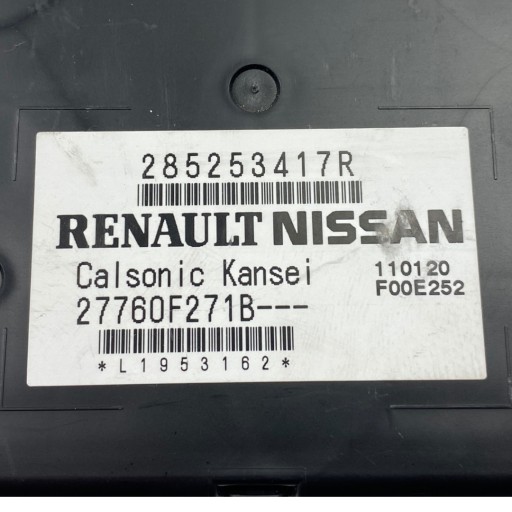 285253417R
RENAULT NISSAN
Calsonic Kansei 110120
27760F271B--- F00E252
*L1953162*